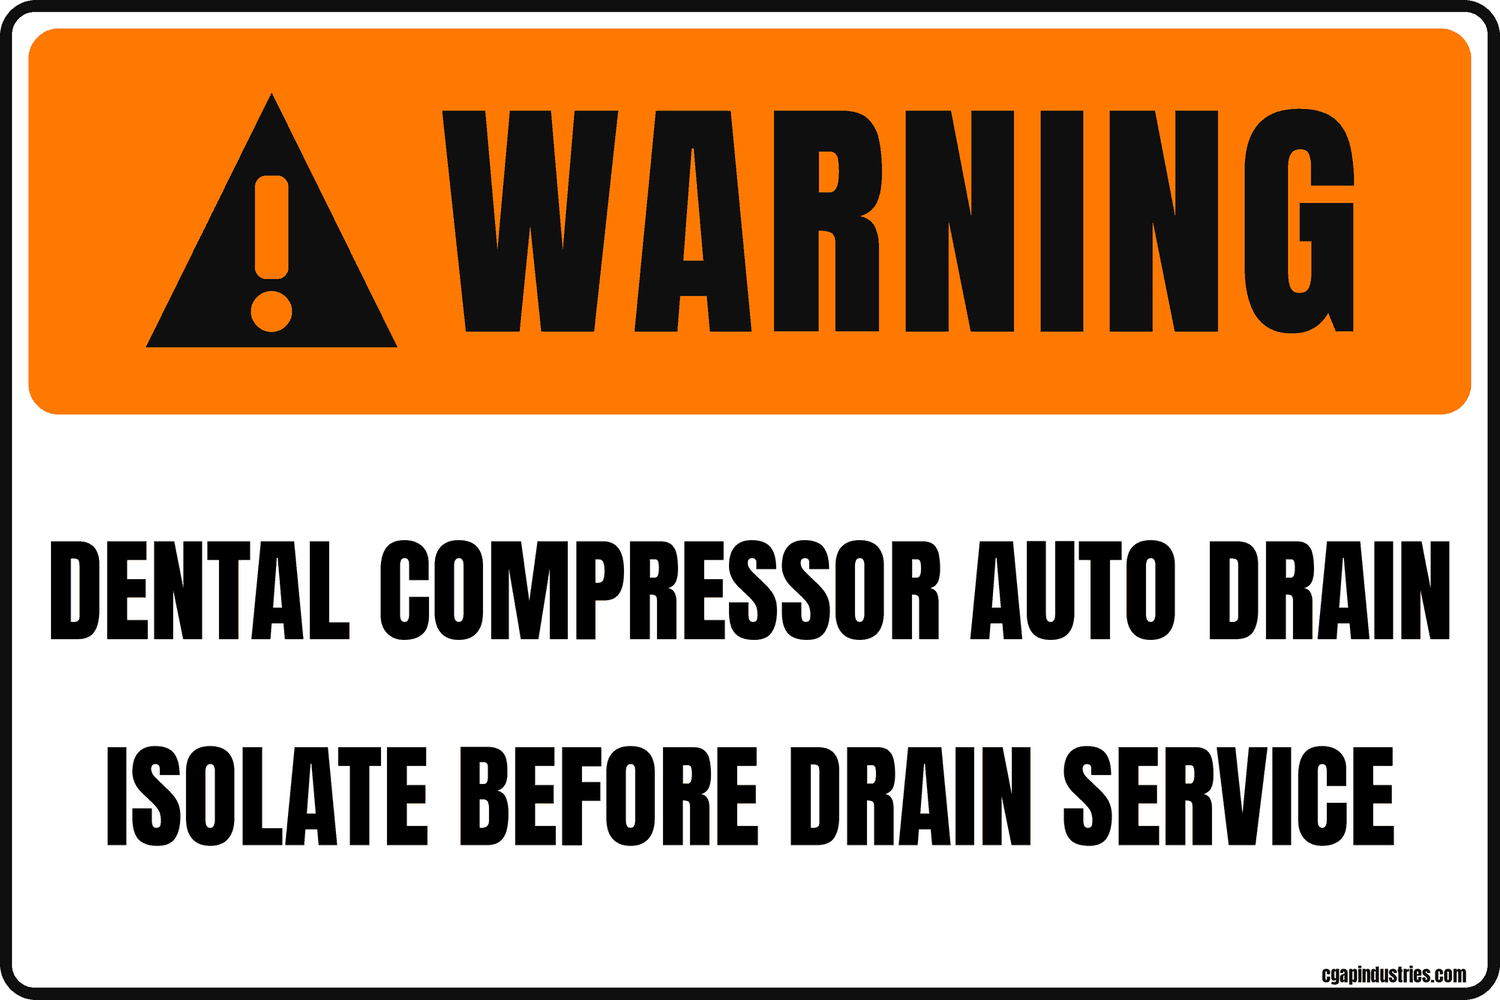 WARNING
DENTAL COMPRESSOR AUTO DRAIN
ISOLATE BEFORE DRAIN SERVICE
cgapindustries.com